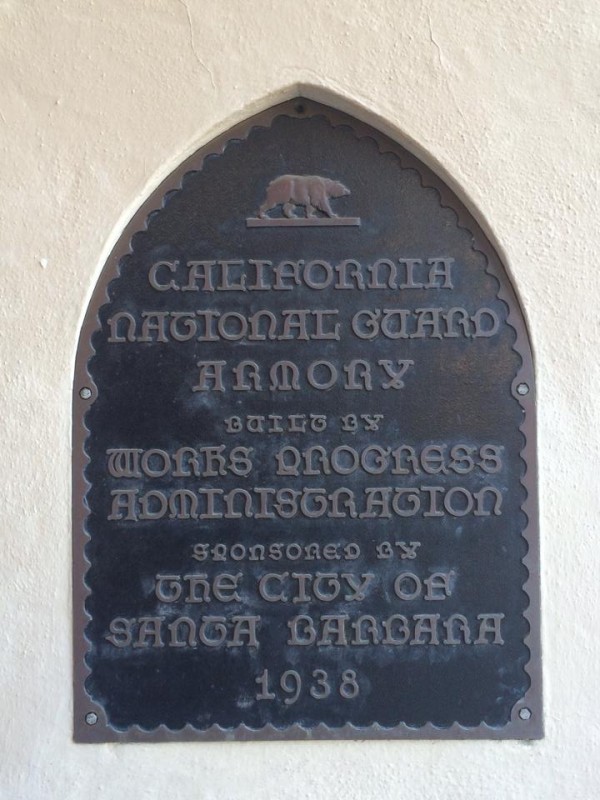 CALIFORNIA
NATIONAL GUARD
ARMORY
BUILT BY
WORKS PROGRESS
ADMINISTRATION
SPONSORED BY
THE CITY OF
SANTA BARBARA
1938